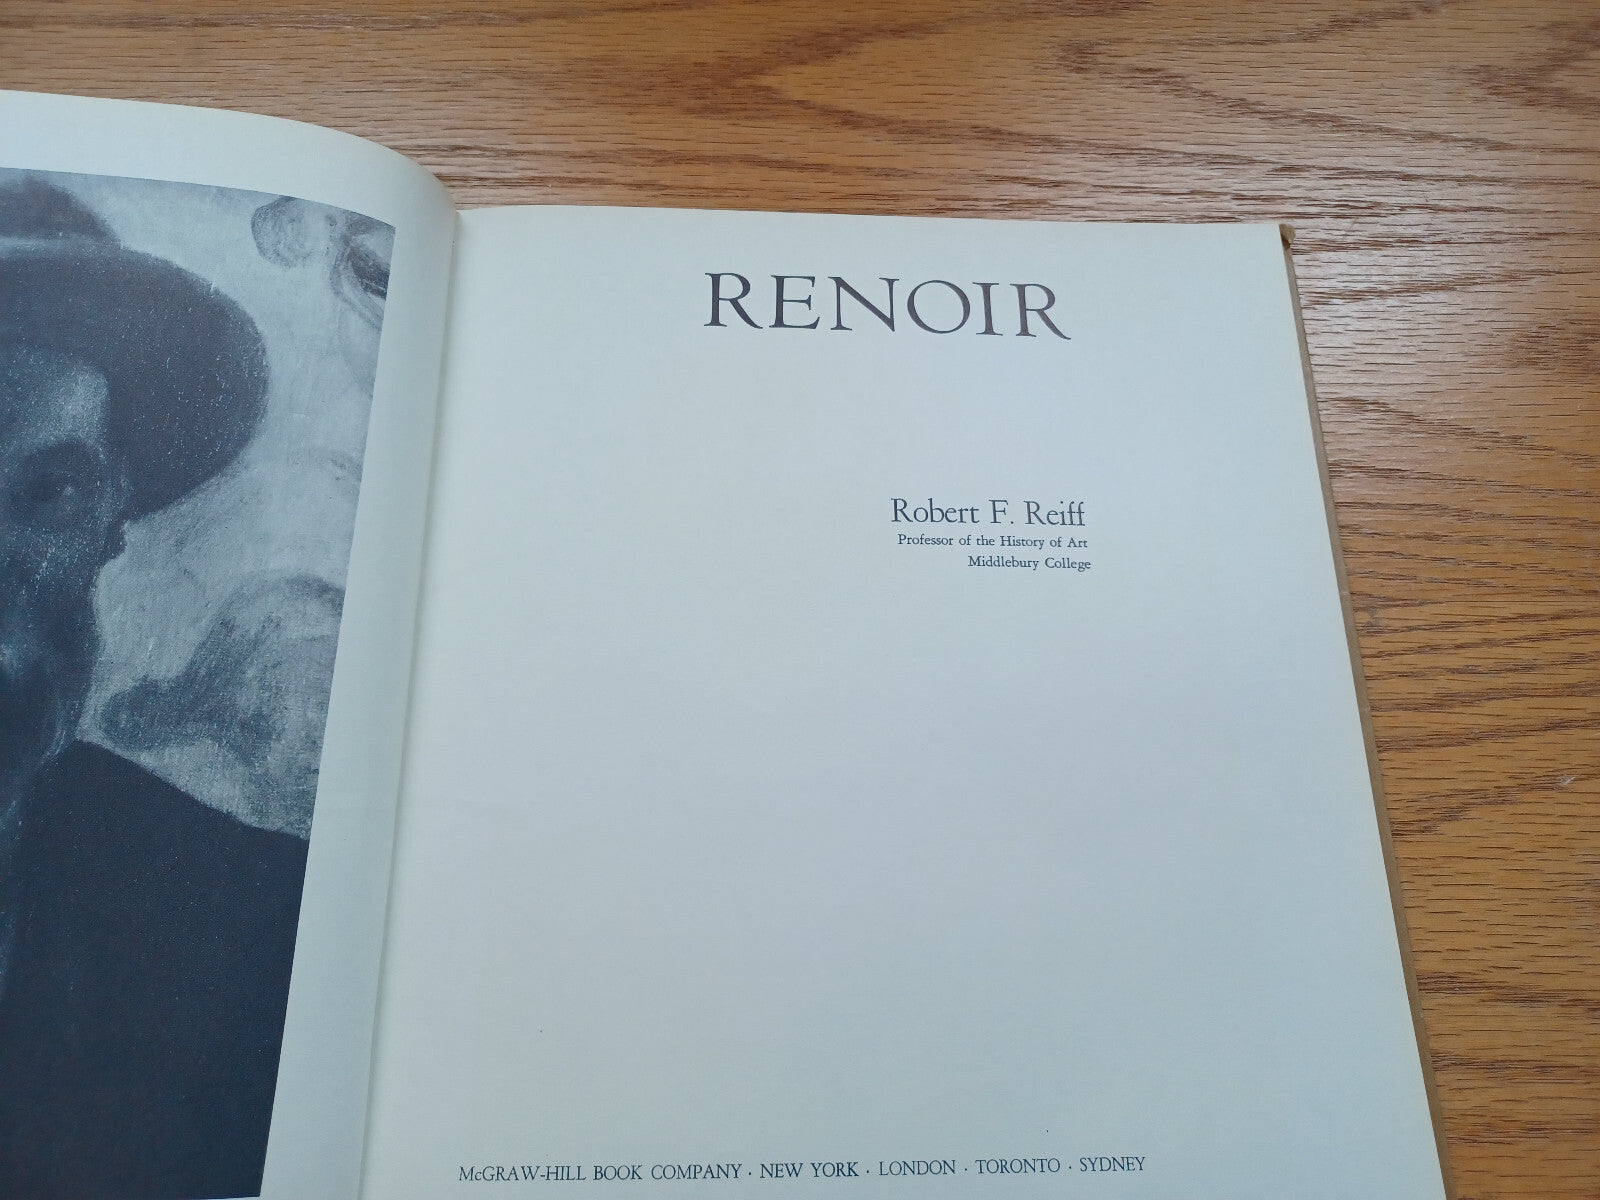 RENOIR
Robert F. Reiff
Professor of the History of Art
Middlebury College
McGRAW-HILL BOOK COMPANY · NEW YORK · LONDON · TORONTO · SYDNEY